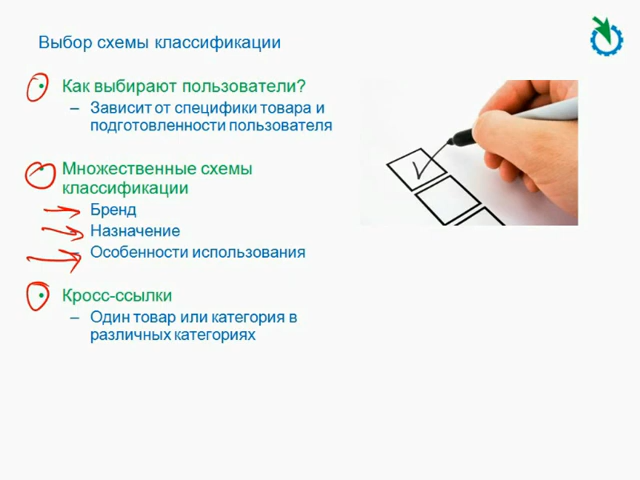 Выбор схемы классификации
• Как выбирают пользователи?
– Зависит от специфики товара и
подготовленности пользователя
• Множественные схемы
классификации
– Бренд
– Назначение
– Особенности использования
• Кросс-ссылки
– Один товар или категория в
различных категориях